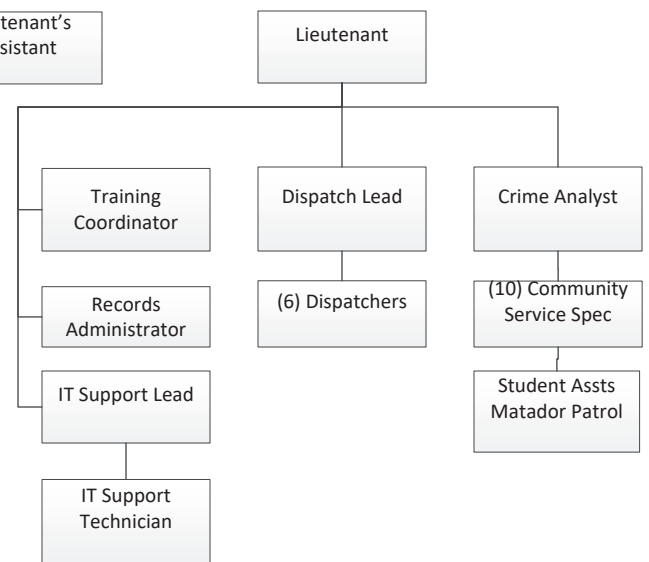 Lieutenant
Training
Coordinator
Dispatch Lead
Crime Analyst
Records
Administrator
(6) Dispatchers
(10) Community
Service Spec
IT Support Lead
Student Assts
Matador Patrol
IT Support
Technician